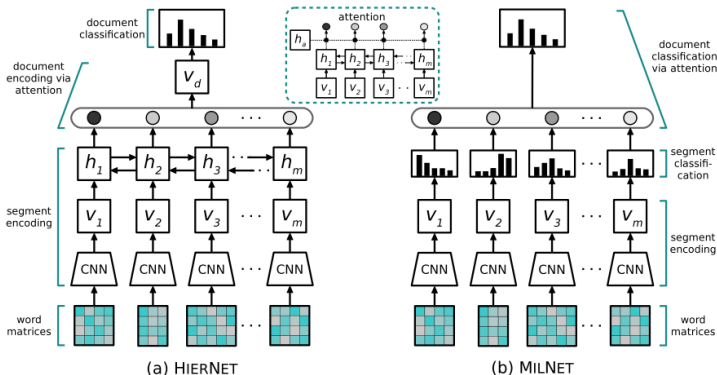 document
classification
document
encoding via
attention
v_d
h_1 h_2 h_3 ... h_m
segment
encoding
v_1 v_2 v_3 ... v_m
CNN CNN CNN ... CNN
word
matrices
(a) HIERNET
attention
h_a
h_1 h_2 h_3 h_m
v_1 v_2 v_3 ... v_m
document
classification
via attention
segment
classifi-
cation
v_1 v_2 v_3 ... v_m
segment
encoding
CNN CNN CNN ... CNN
word
matrices
(b) MILNET